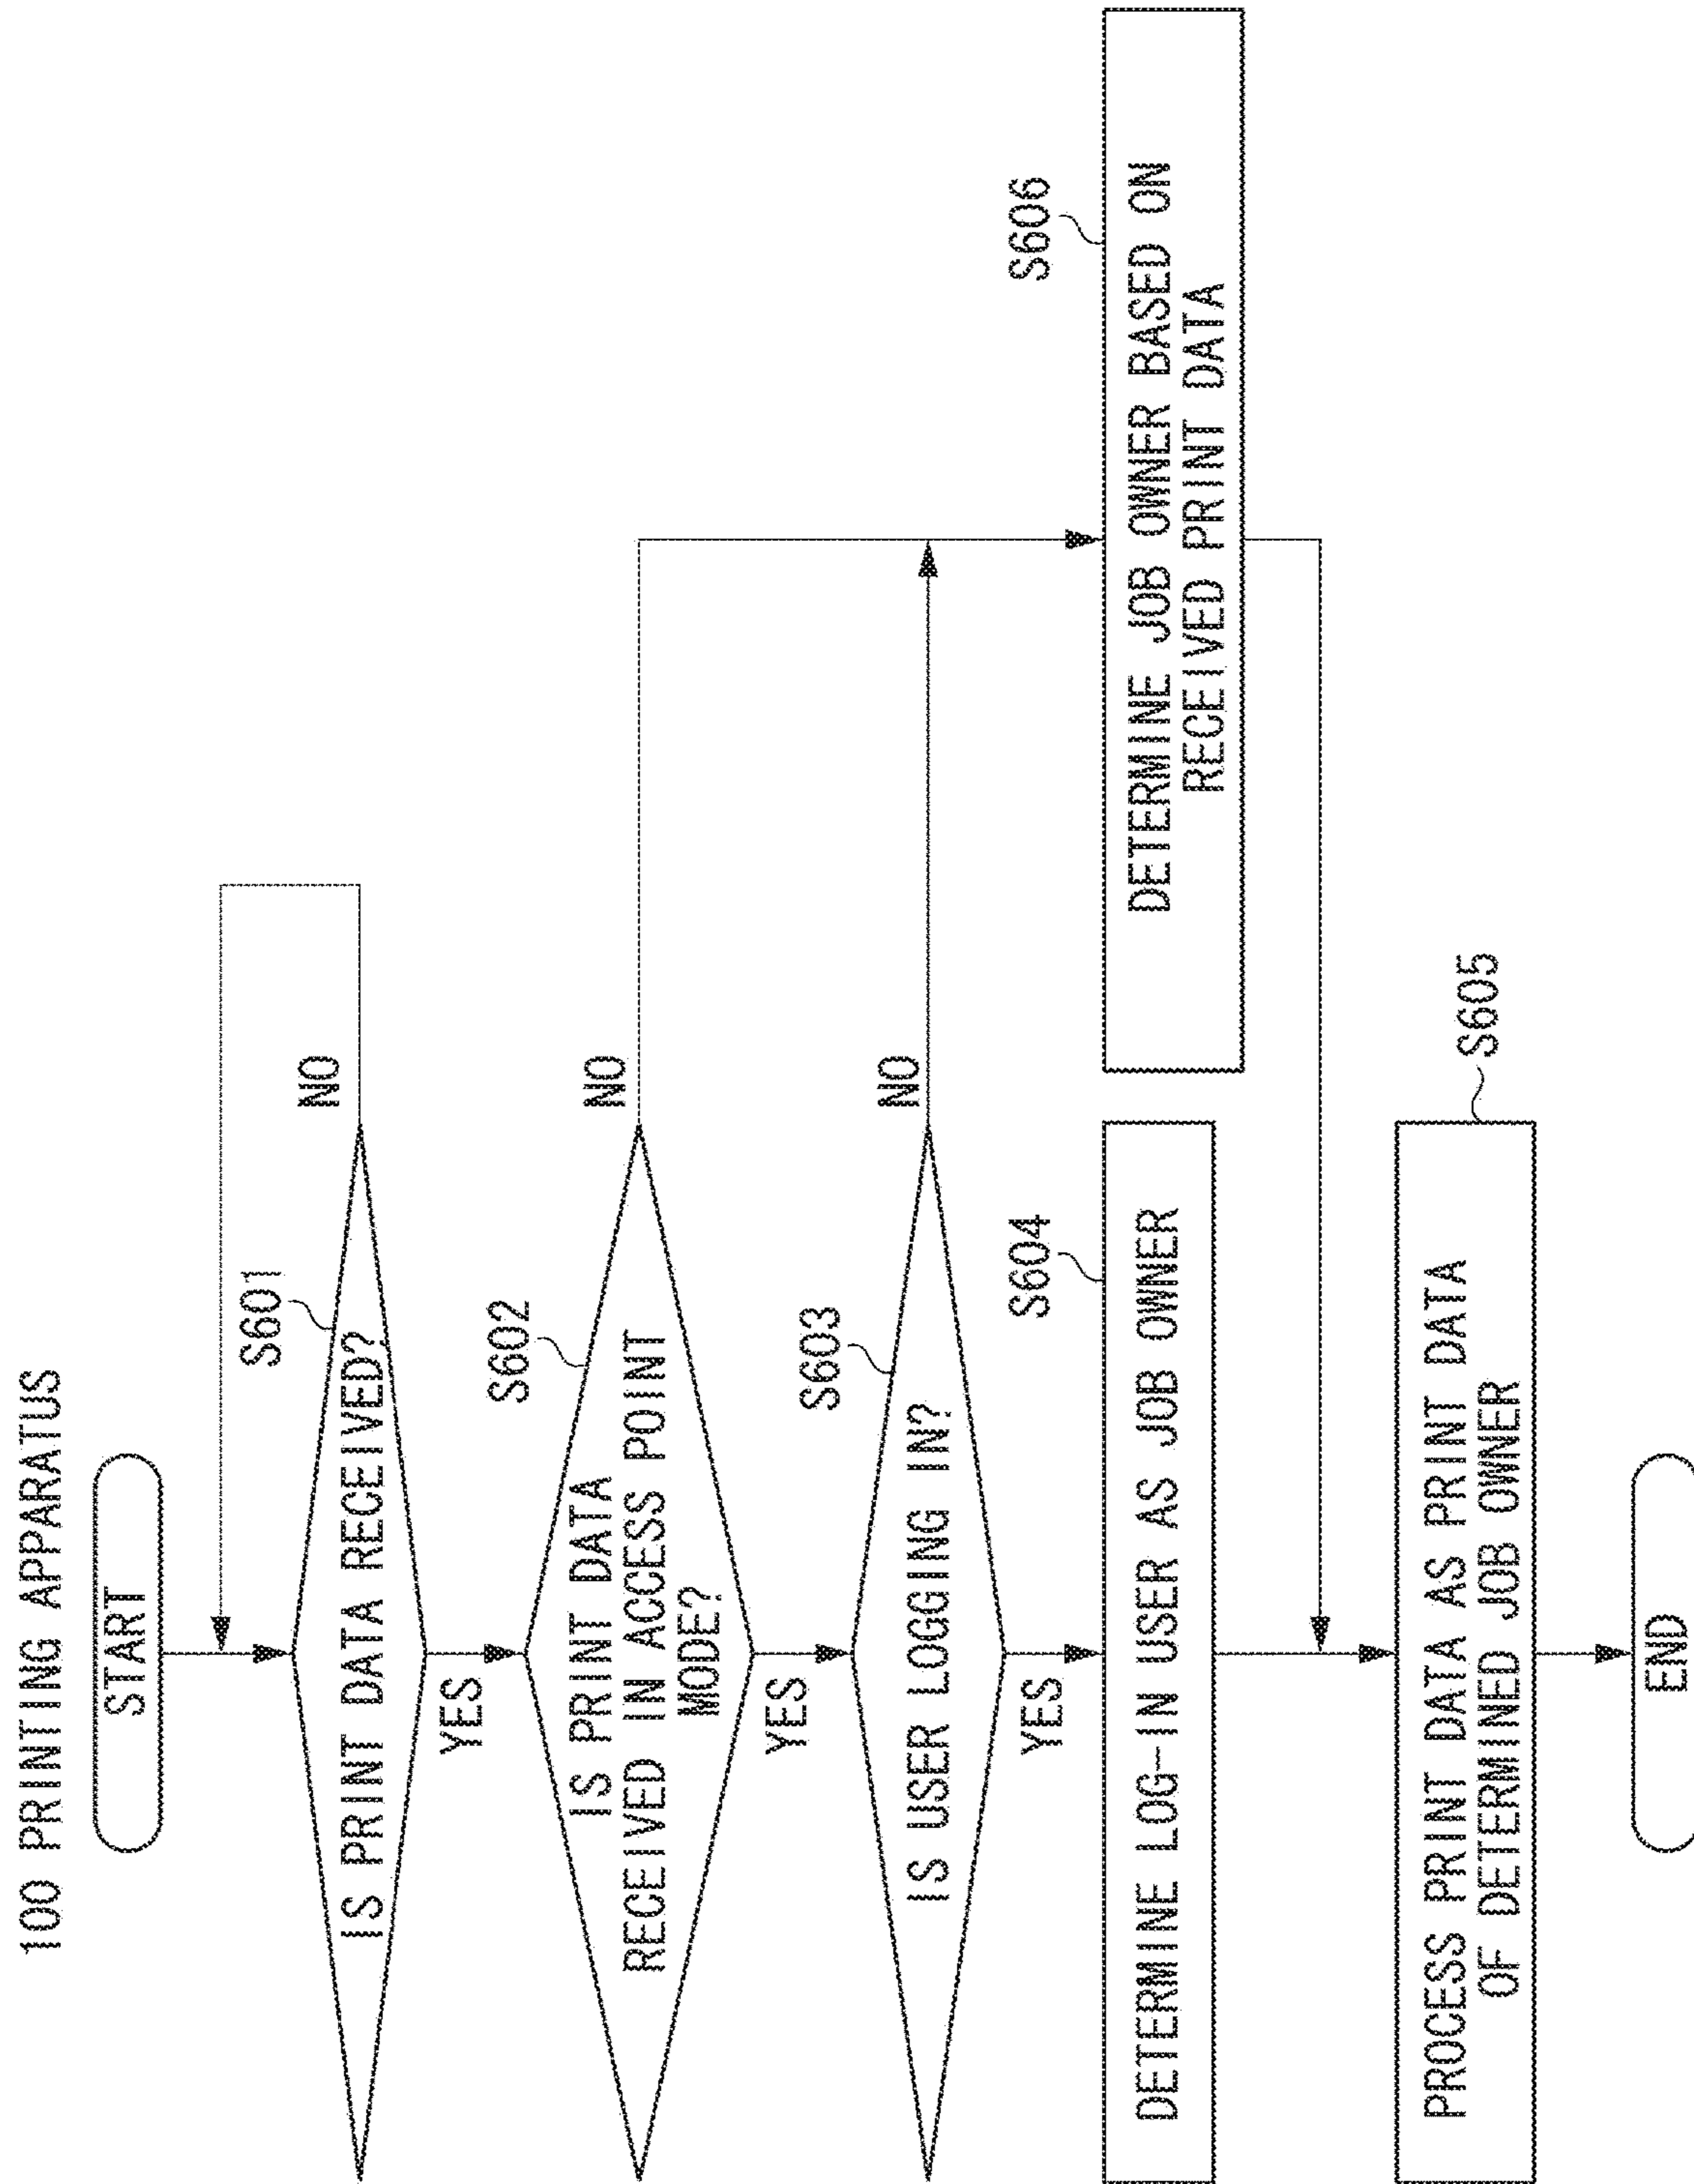 100 PRINTING APPARATUS
START
S601
IS PRINT DATA RECEIVED?
NO
YES
S602
IS PRINT DATA
RECEIVED IN ACCESS POINT
MODE?
NO
YES
S603
IS USER LOGGING IN?
NO
YES
S604
DETERMINE LOG-IN USER AS JOB OWNER
S606
DETERMINE JOB OWNER BASED ON
RECEIVED PRINT DATA
S605
PROCESS PRINT DATA AS PRINT DATA
OF DETERMINED JOB OWNER
END